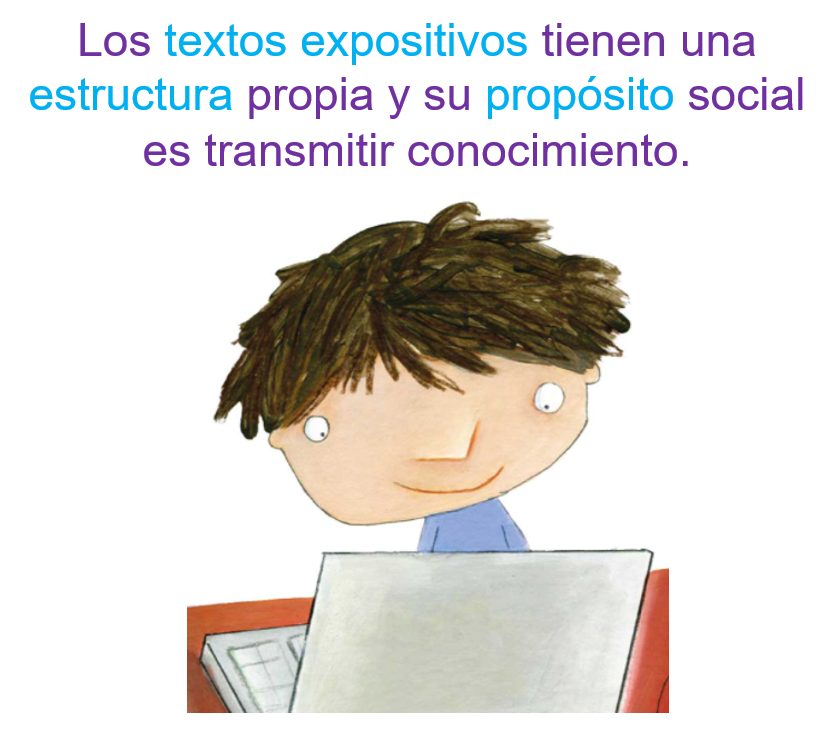 Los textos expositivos tienen una
estructura propia y su propósito social
es transmitir conocimiento.